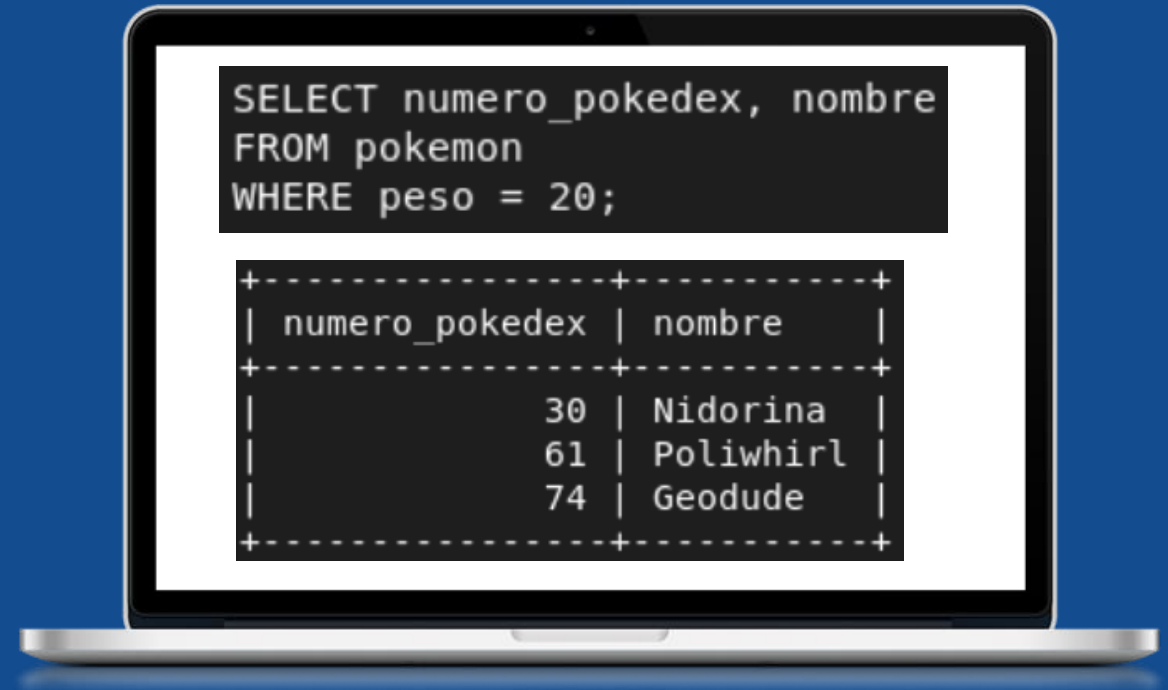 SELECT numero_pokedex, nombre
FROM pokemon
WHERE peso = 20;
+----------------+-----------+
| numero_pokedex | nombre    |
+----------------+-----------+
|             30 | Nidorina  |
|             61 | Poliwhirl |
|             74 | Geodude   |
+----------------+-----------+